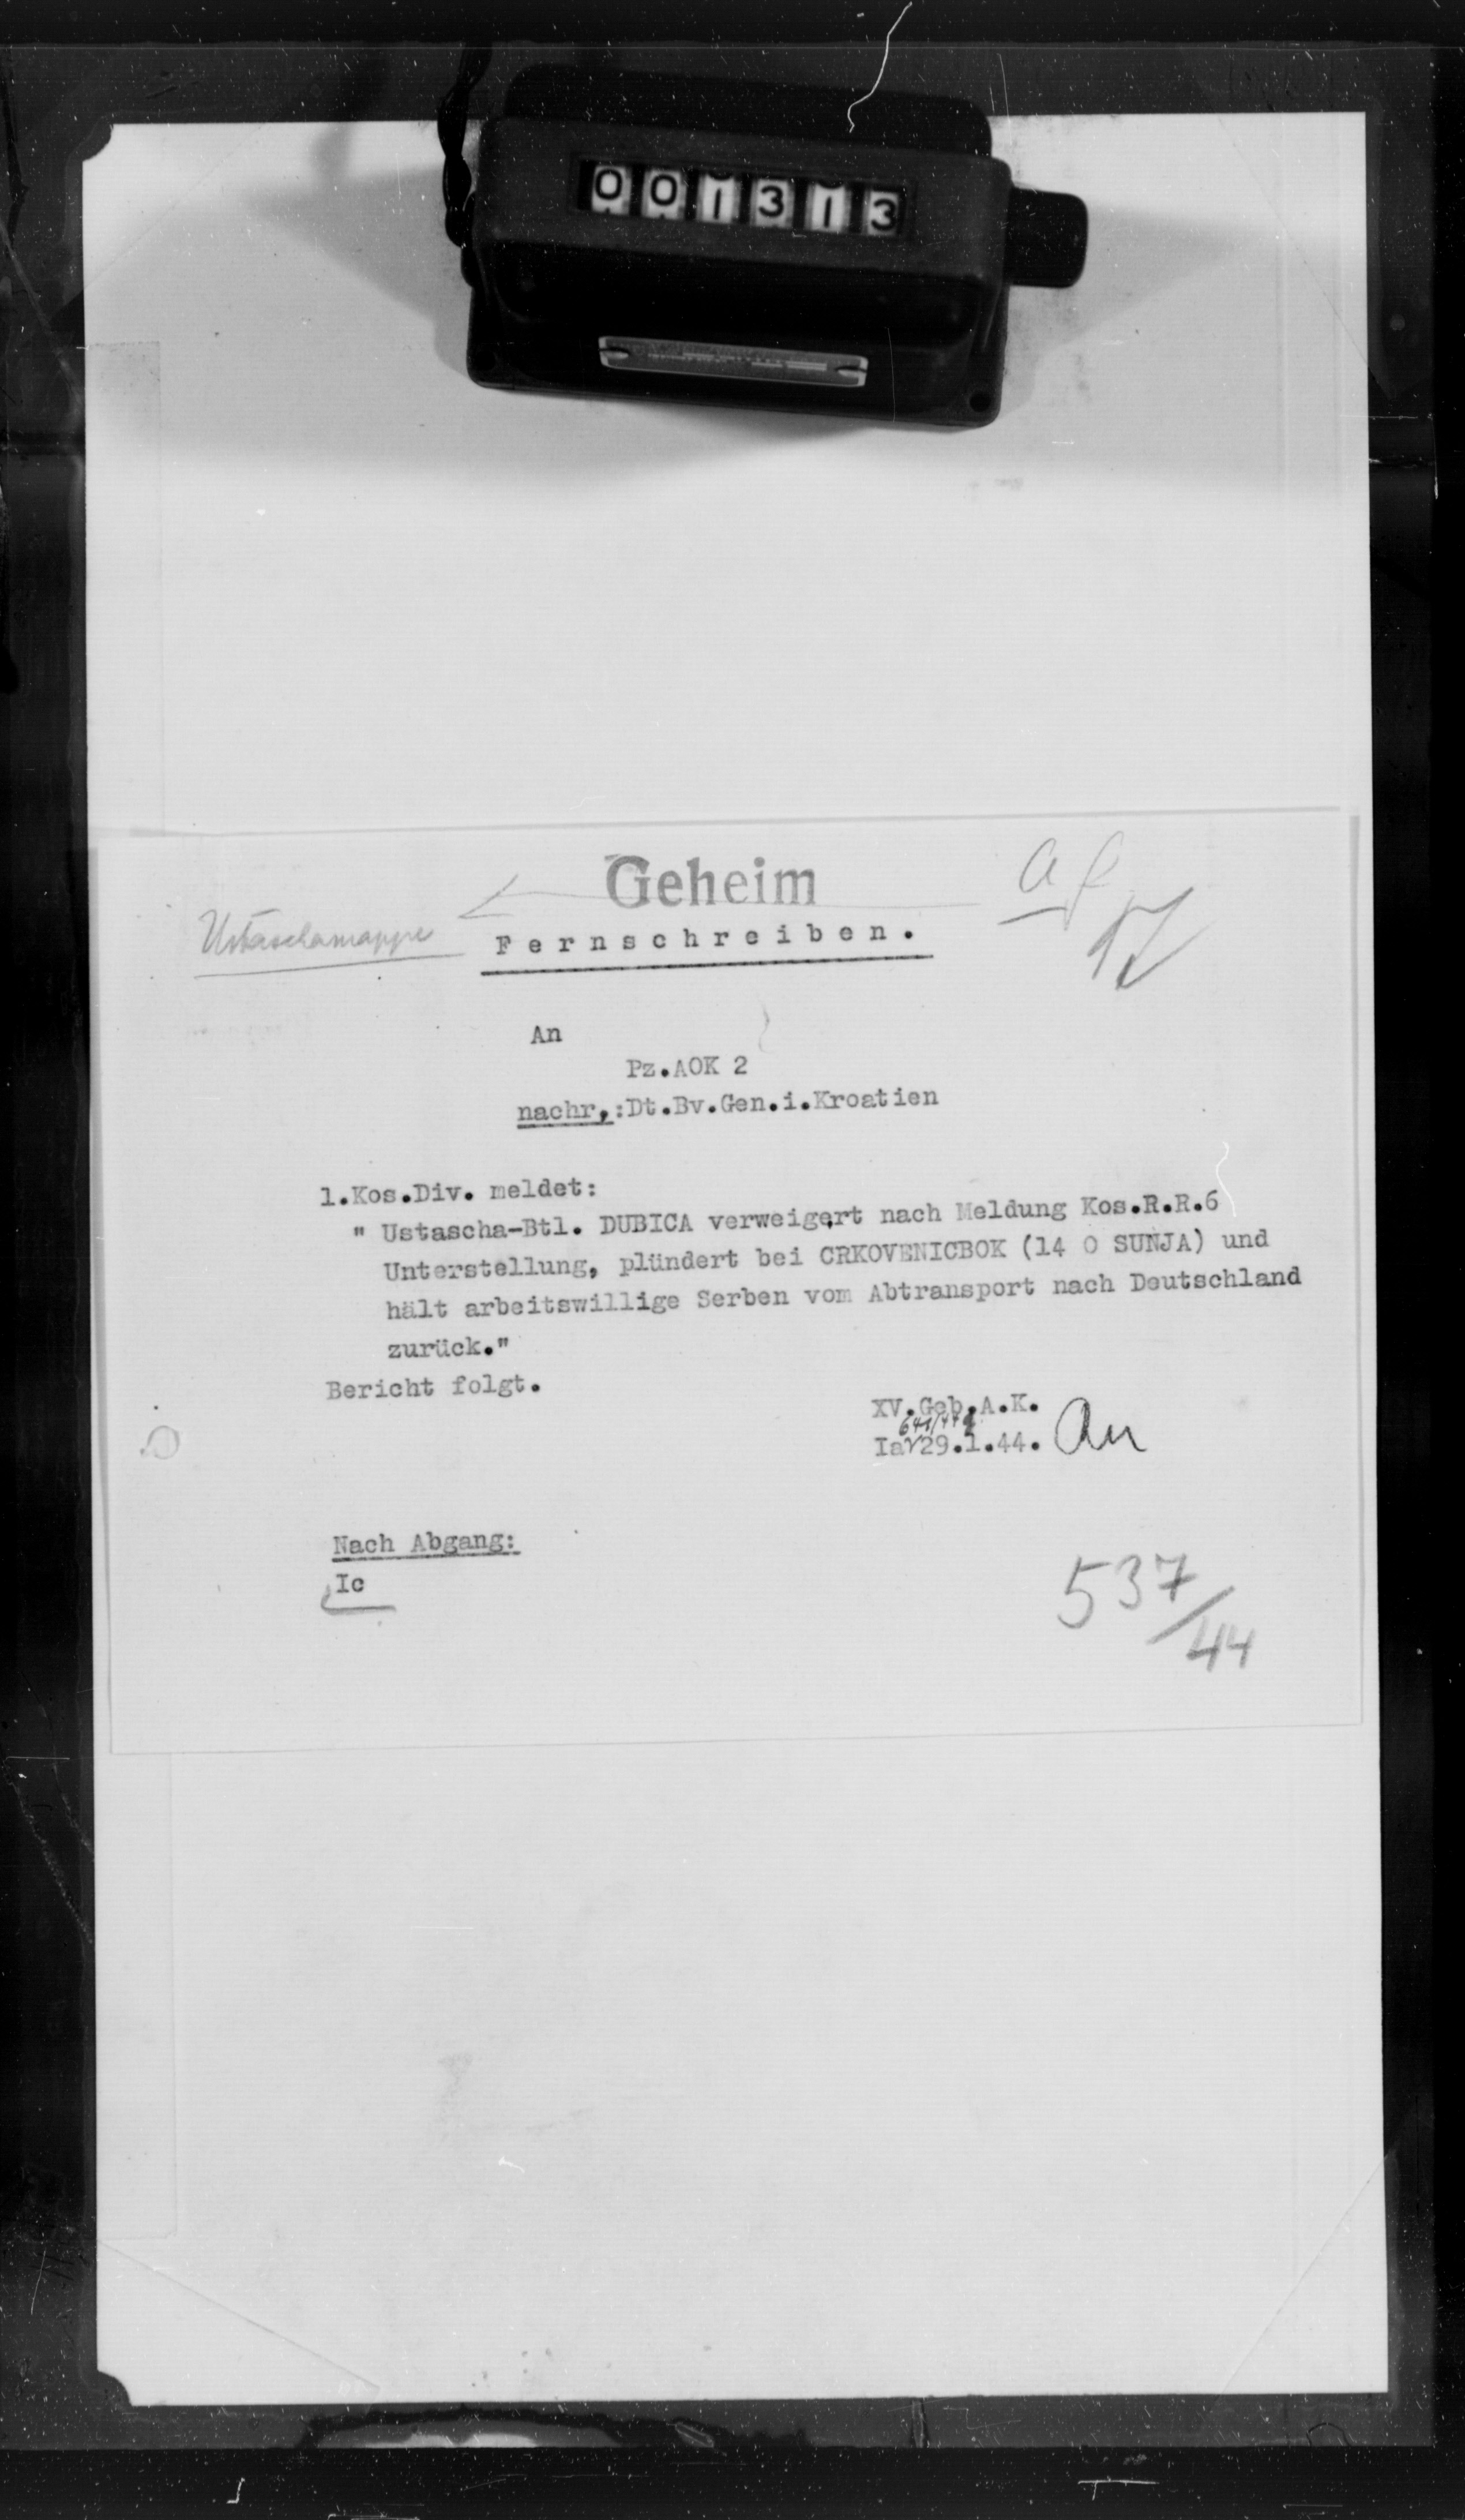 001313
Geheim
Ustaschamappe
Fernschreiben.
An
Pz.AOK 2
nachr,:Dt.Bv.Gen.i.Kroatien
1.Kos.Div. meldet:
" Ustascha-Btl. DUBICA verweigert nach Meldung Kos.R.R.6
Unterstellung, plündert bei CRKOVENICBOK (14 O SUNJA) und
hält arbeitswillige Serben vom Abtransport nach Deutschland
zurück."
Bericht folgt.
XV.Geb.A.K.
Ia 29.1.44.
Nach Abgang:
Ic
537/44